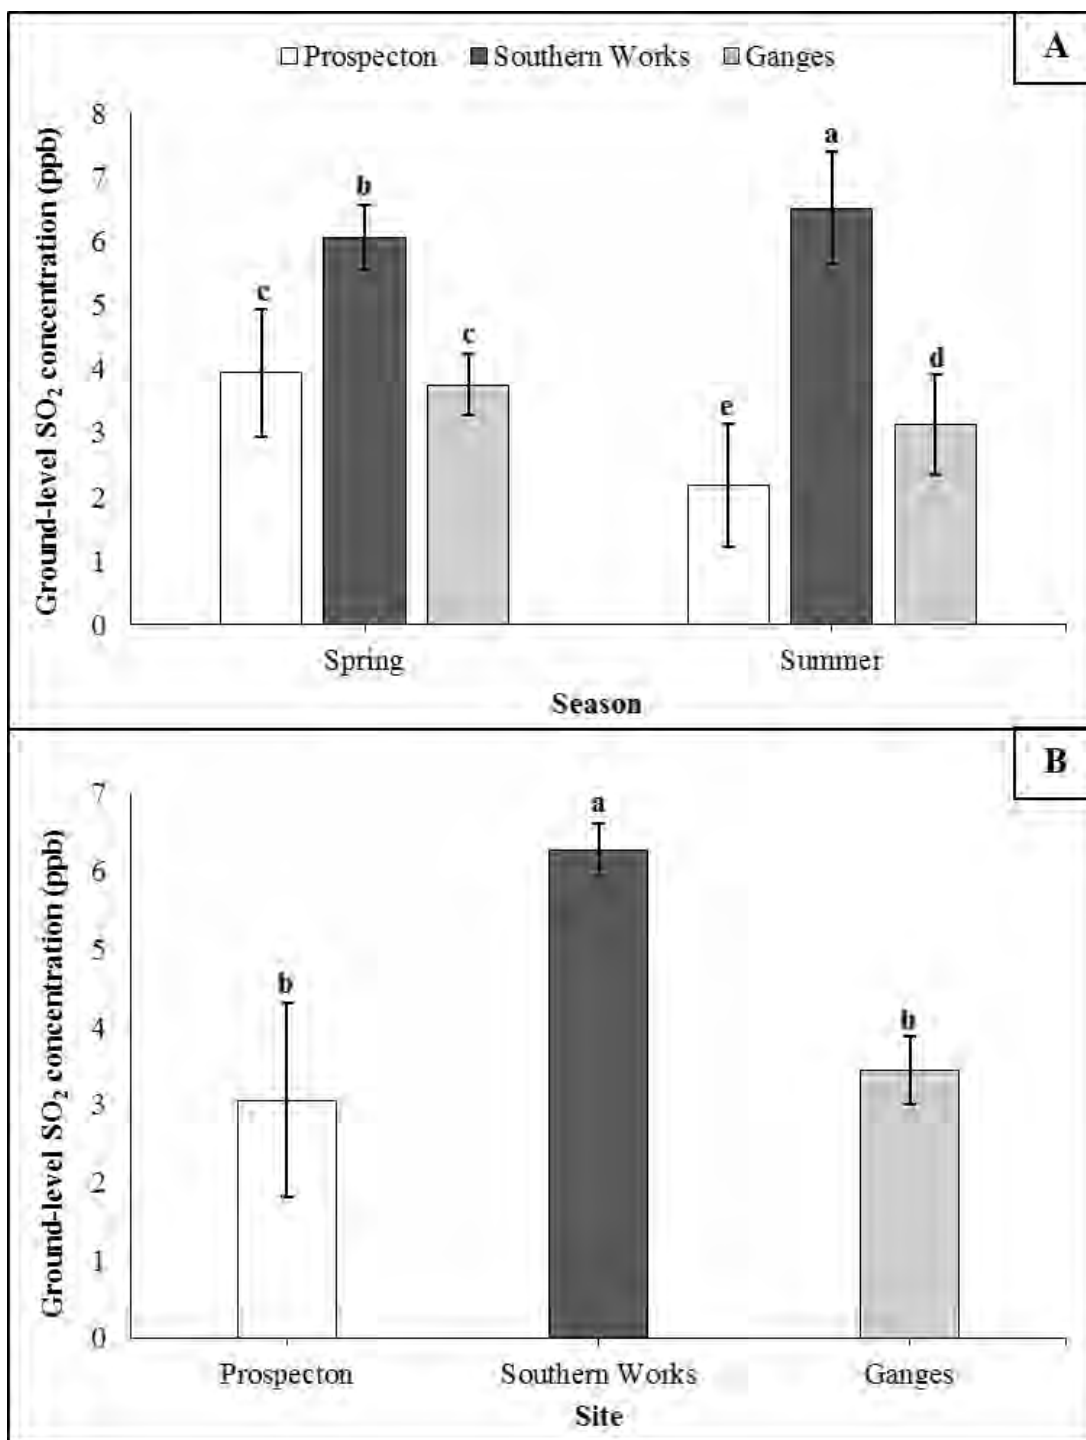 A
Prospecton Southern Works Ganges
Ground-level SO₂ concentration (ppb)
8
7
6
5
4
3
2
1
0
c
b
c
e
a
d
Spring Summer
Season
B
Ground-level SO₂ concentration (ppb)
7
6
5
4
3
2
1
0
b
a
b
Prospecton Southern Works Ganges
Site